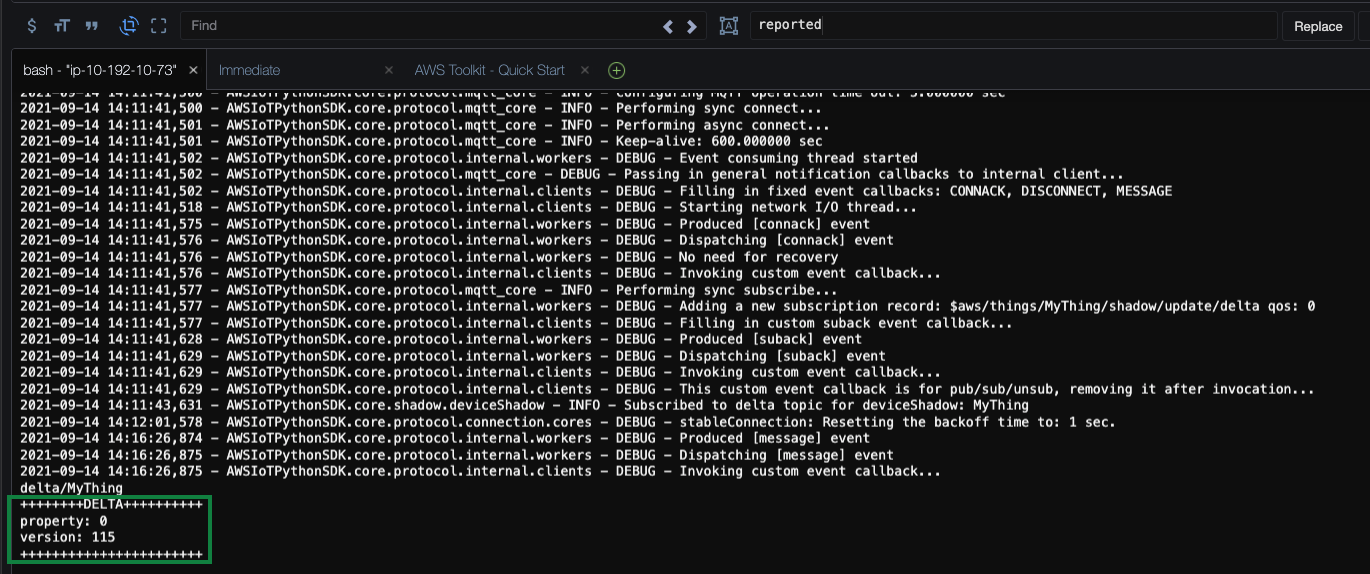 Find
reported
Replace
bash - "ip-10-192-10-73"
Immediate
AWS Toolkit - Quick Start
2021-09-14 14:11:41,500 - AWSIoTPythonSDK.core.protocol.mqtt_core - INFO - Configuring MQTT operation time out: 5.000000 sec
2021-09-14 14:11:41,500 - AWSIoTPythonSDK.core.protocol.mqtt_core - INFO - Performing sync connect...
2021-09-14 14:11:41,501 - AWSIoTPythonSDK.core.protocol.mqtt_core - INFO - Performing async connect...
2021-09-14 14:11:41,501 - AWSIoTPythonSDK.core.protocol.mqtt_core - INFO - Keep-alive: 600.000000 sec
2021-09-14 14:11:41,502 - AWSIoTPythonSDK.core.protocol.internal.workers - DEBUG - Event consuming thread started
2021-09-14 14:11:41,502 - AWSIoTPythonSDK.core.protocol.mqtt_core - DEBUG - Passing in general notification callbacks to internal client...
2021-09-14 14:11:41,502 - AWSIoTPythonSDK.core.protocol.internal.clients - DEBUG - Filling in fixed event callbacks: CONNACK, DISCONNECT, MESSAGE
2021-09-14 14:11:41,518 - AWSIoTPythonSDK.core.protocol.internal.clients - DEBUG - Starting network I/O thread...
2021-09-14 14:11:41,575 - AWSIoTPythonSDK.core.protocol.internal.workers - DEBUG - Produced [connack] event
2021-09-14 14:11:41,576 - AWSIoTPythonSDK.core.protocol.internal.workers - DEBUG - Dispatching [connack] event
2021-09-14 14:11:41,576 - AWSIoTPythonSDK.core.protocol.internal.workers - DEBUG - No need for recovery
2021-09-14 14:11:41,576 - AWSIoTPythonSDK.core.protocol.internal.clients - DEBUG - Invoking custom event callback...
2021-09-14 14:11:41,577 - AWSIoTPythonSDK.core.protocol.mqtt_core - INFO - Performing sync subscribe...
2021-09-14 14:11:41,577 - AWSIoTPythonSDK.core.protocol.internal.workers - DEBUG - Adding a new subscription record: $aws/things/MyThing/shadow/update/delta qos: 0
2021-09-14 14:11:41,577 - AWSIoTPythonSDK.core.protocol.internal.clients - DEBUG - Filling in custom suback event callback...
2021-09-14 14:11:41,628 - AWSIoTPythonSDK.core.protocol.internal.workers - DEBUG - Produced [suback] event
2021-09-14 14:11:41,629 - AWSIoTPythonSDK.core.protocol.internal.workers - DEBUG - Dispatching [suback] event
2021-09-14 14:11:41,629 - AWSIoTPythonSDK.core.protocol.internal.clients - DEBUG - Invoking custom event callback...
2021-09-14 14:11:41,629 - AWSIoTPythonSDK.core.protocol.internal.clients - DEBUG - This custom event callback is for pub/sub/unsub, removing it after invocation...
2021-09-14 14:11:43,631 - AWSIoTPythonSDK.core.shadow.deviceShadow - INFO - Subscribed to delta topic for deviceShadow: MyThing
2021-09-14 14:12:01,578 - AWSIoTPythonSDK.core.protocol.connection.cores - DEBUG - stableConnection: Resetting the backoff time to: 1 sec.
2021-09-14 14:16:26,874 - AWSIoTPythonSDK.core.protocol.internal.workers - DEBUG - Produced [message] event
2021-09-14 14:16:26,875 - AWSIoTPythonSDK.core.protocol.internal.workers - DEBUG - Dispatching [message] event
2021-09-14 14:16:26,875 - AWSIoTPythonSDK.core.protocol.internal.clients - DEBUG - Invoking custom event callback...
delta/MyThing
++++++++DELTA++++++++++
property: 0
version: 115
+++++++++++++++++++++++